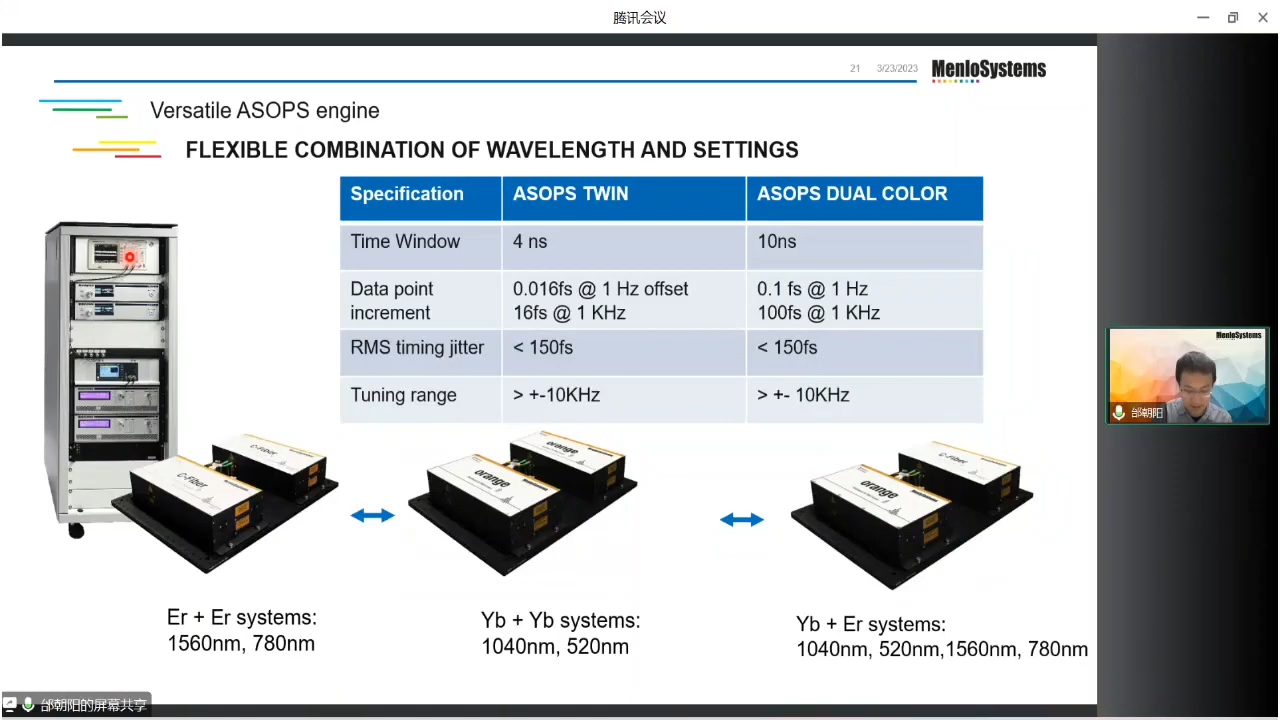 腾讯会议
21 3/23/2023 MenloSystems
Versatile ASOPS engine
FLEXIBLE COMBINATION OF WAVELENGTH AND SETTINGS
Specification ASOPS TWIN ASOPS DUAL COLOR
Time Window 4 ns 10ns
Data point increment 0.016fs @ 1 Hz offset 0.1 fs @ 1 Hz
16fs @ 1 KHz 100fs @ 1 KHz
RMS timing jitter < 150fs < 150fs
Tuning range > +-10KHz > +- 10KHz
C-Fiber C-Fiber
orange orange
orange C-Fiber
Er + Er systems:
1560nm, 780nm
Yb + Yb systems:
1040nm, 520nm
Yb + Er systems:
1040nm, 520nm,1560nm, 780nm
MenloSystems
邰朝阳
邰朝阳的屏幕共享